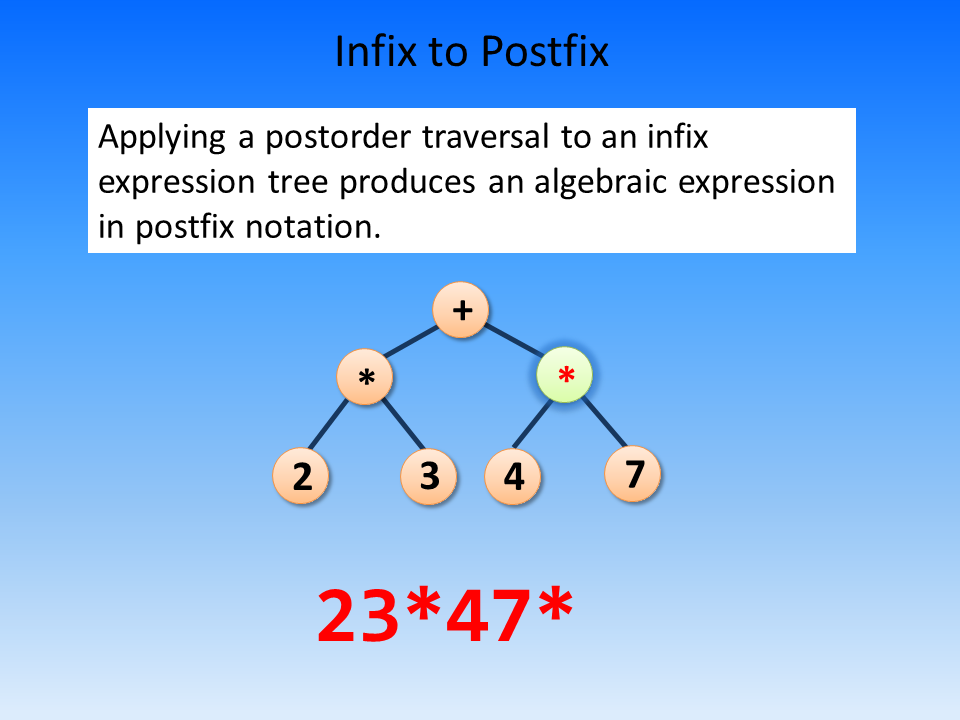 Infix to Postfix
Applying a postorder traversal to an infix
expression tree produces an algebraic expression
in postfix notation.
+
* *
2 3 4 7
23*47*